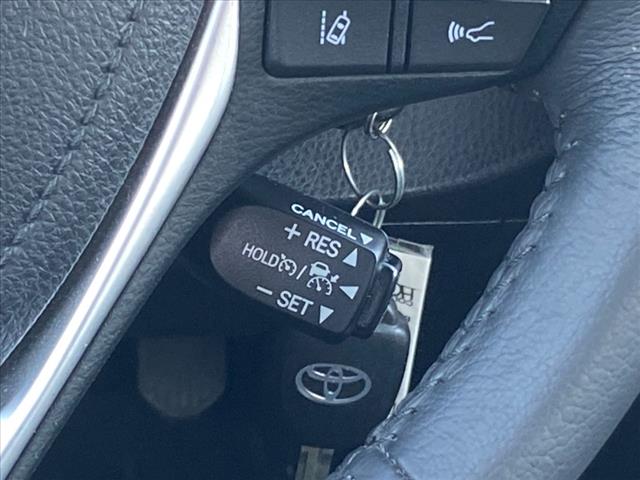 CANCEL
+ RES
HOLD /
− SET